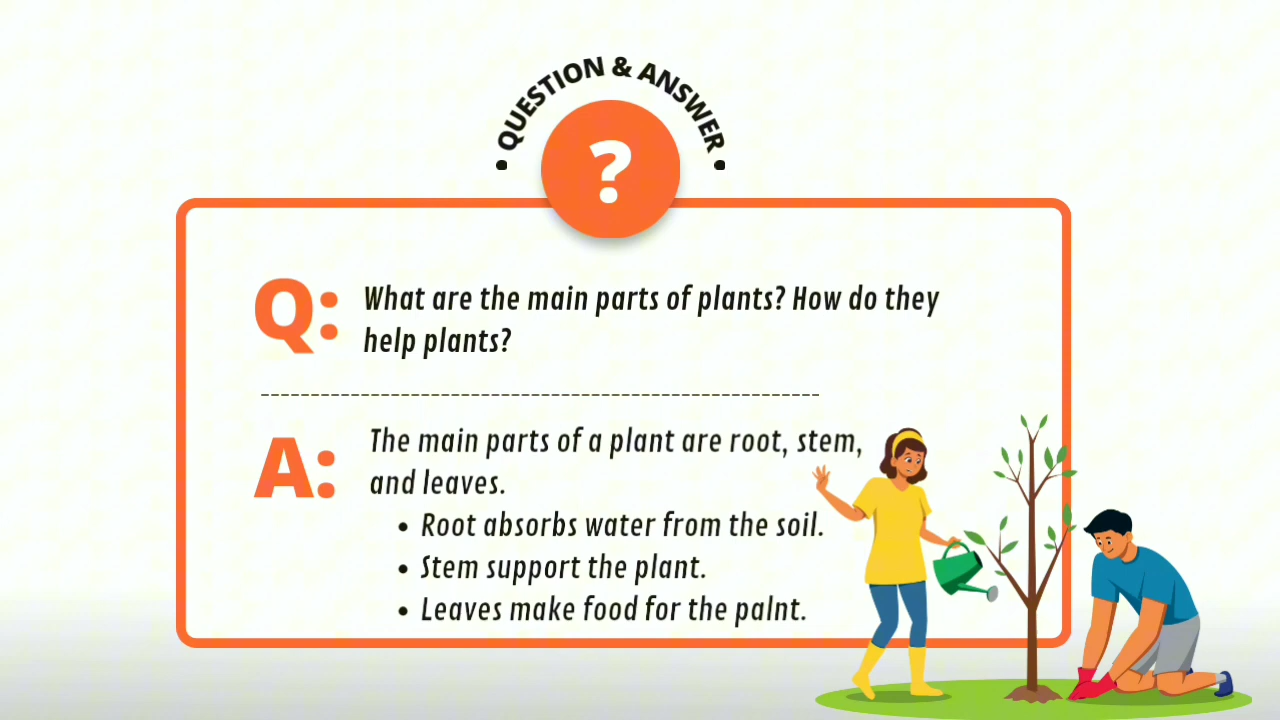 • QUESTION & ANSWER •
?
Q: What are the main parts of plants? How do they
help plants?
A: The main parts of a plant are root, stem,
and leaves.
• Root absorbs water from the soil.
• Stem support the plant.
• Leaves make food for the palnt.